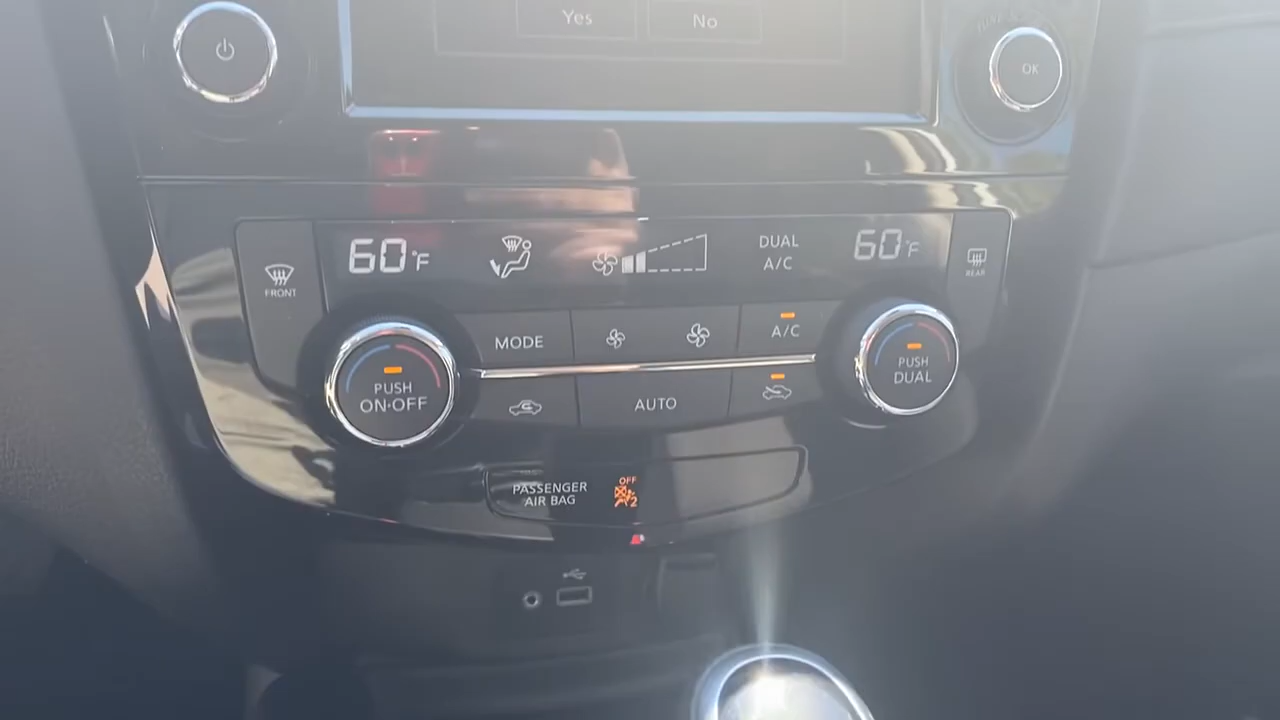 Yes
No
OK
60°F
DUAL
A/C
60°F
FRONT
REAR
MODE
A/C
PUSH
ON·OFF
PUSH
DUAL
AUTO
PASSENGER
AIR BAG
OFF
2